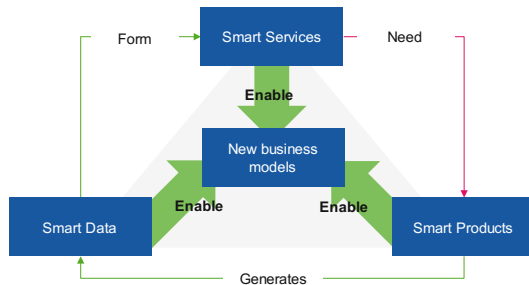 Form
Smart Services
Need
Enable
New business
models
Enable
Enable
Smart Data
Smart Products
Generates